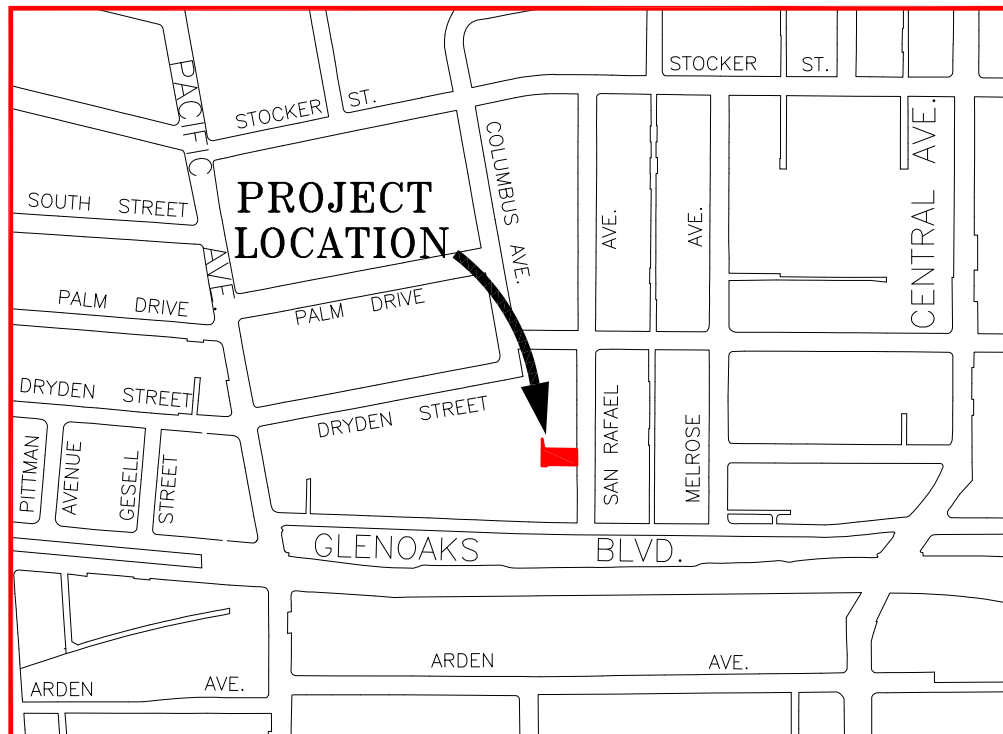 STOCKER ST.
PACIFIC AVE.
STOCKER ST.
COLUMBUS AVE.
CENTRAL AVE.
PROJECT
LOCATION
SOUTH STREET
SAN RAFAEL AVE.
MELROSE AVE.
PALM DRIVE
PALM DRIVE
DRYDEN STREET
DRYDEN STREET
PITTMAN
AVENUE
GESELL
STREET
GLENOAKS BLVD.
ARDEN AVE.
ARDEN AVE.